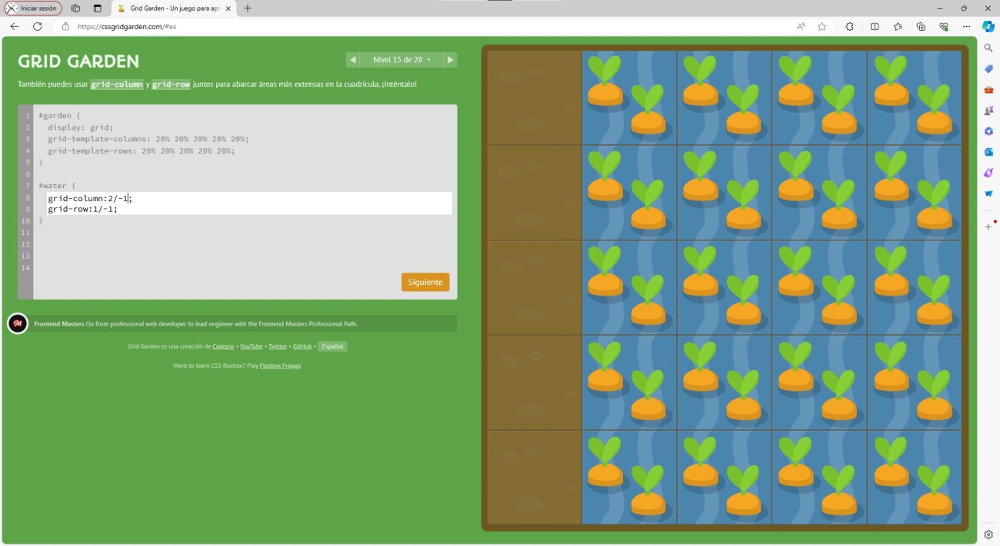 Iniciar sesión
Grid Garden - Un juego para apr
https://cssgridgarden.com/#es
GRID GARDEN
Nivel 15 de 28
También puedes usar grid-column y grid-row juntos para abarcar áreas más extensas en la cuadrícula. ¡Inténtalo!
1 #garden {
2 display: grid;
3 grid-template-columns: 20% 20% 20% 20% 20%;
4 grid-template-rows: 20% 20% 20% 20% 20%;
5 }
6
7 #water {
8 grid-column:2/-1;
9 grid-row:1/-1;
10 }
11
12
13
14
Siguiente
Frontend Masters Go from professional web developer to lead engineer with the Frontend Masters Professional Path.
Grid Garden es una creación de Codepip • YouTube • Twitter • GitHub • Español
Want to learn CSS flexbox? Play Flexbox Froggy.